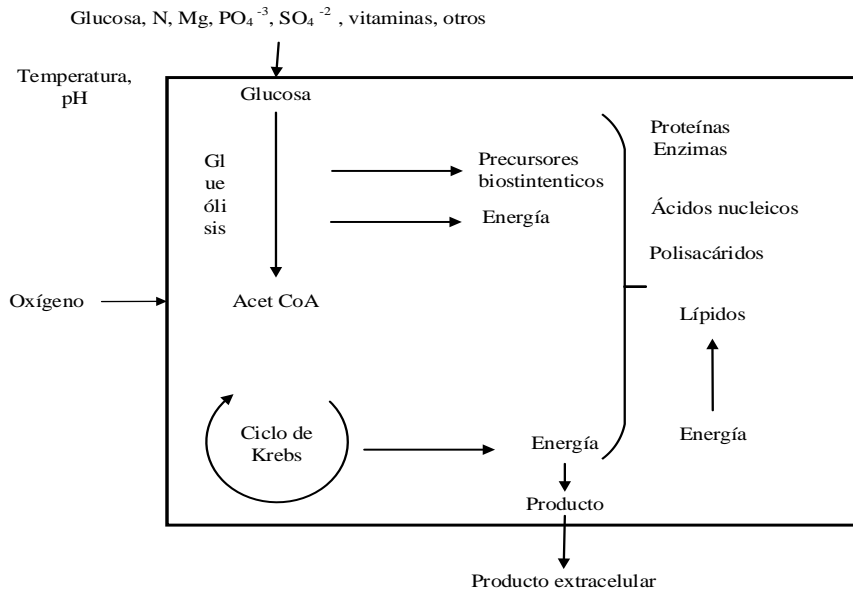 Glucosa, N, Mg, PO₄ ⁻³, SO₄ ⁻² , vitaminas, otros
Temperatura,
pH
Glucosa
Gl
ue
óli
sis
Precursores
biostintenticos
Energía
Proteínas
Enzimas
Ácidos nucleicos
Polisacáridos
Oxígeno
Acet CoA
Lípidos
Ciclo de
Krebs
Energía
Energía
Producto
Producto extracelular